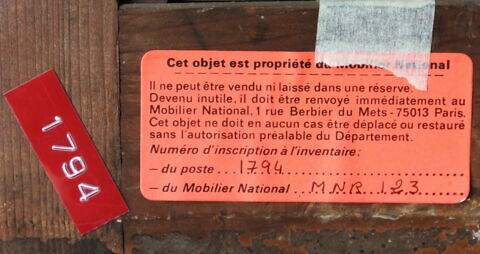 Cet objet est propriété du Mobilier National
Il ne peut être vendu ni laissé dans une réserve.
Devenu inutile, il doit être renvoyé immédiatement au
Mobilier National, 1 rue Berbier du Mets - 75013 Paris.
Cet objet ne doit en aucun cas être déplacé ou restauré
sans l'autorisation préalable du Département.
Numéro d'inscription à l'inventaire:
— du poste . . 1794 . . . . . . . . . . . . . . . .
— du Mobilier National . . MNR 123 . . . .
1794